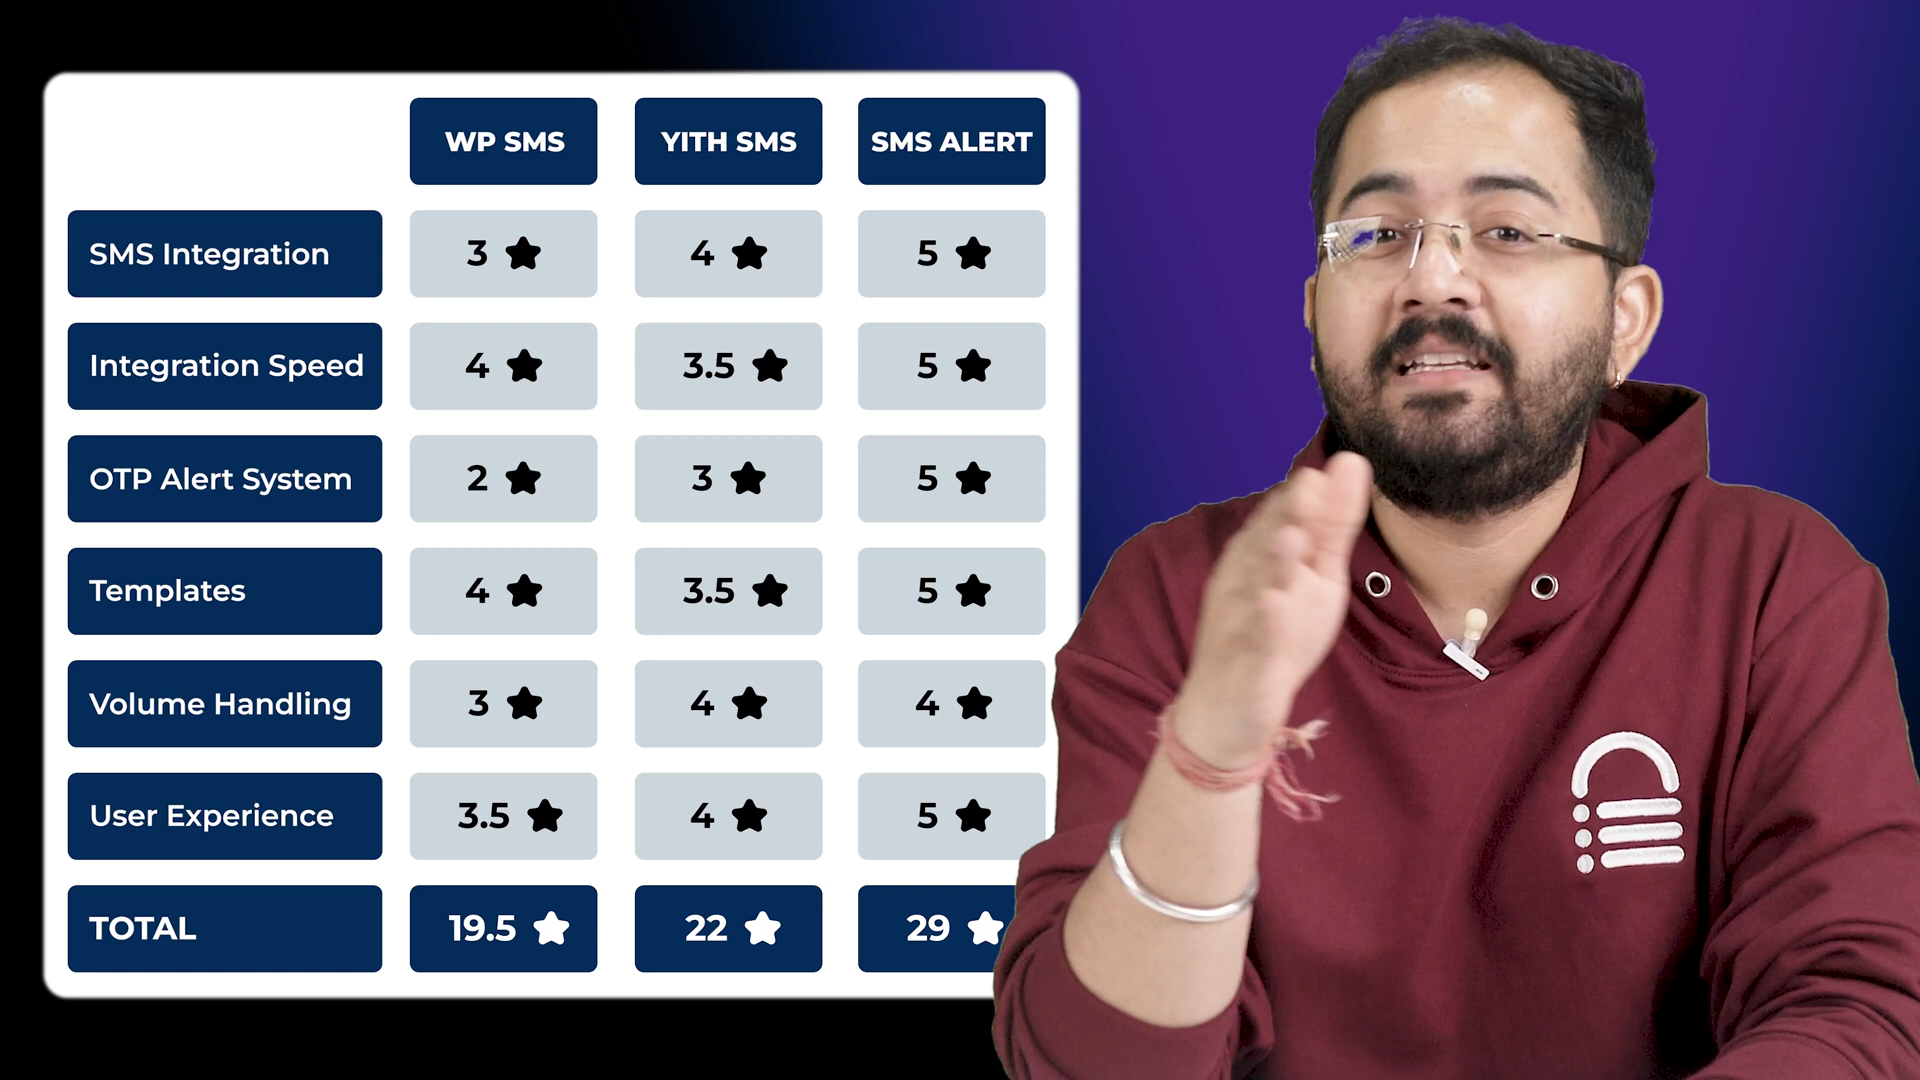 WP SMS YITH SMS SMS ALERT
SMS Integration 3 4 5
Integration Speed 4 3.5 5
OTP Alert System 2 3 5
Templates 4 3.5 5
Volume Handling 3 4 4
User Experience 3.5 4 5
TOTAL 19.5 22 29